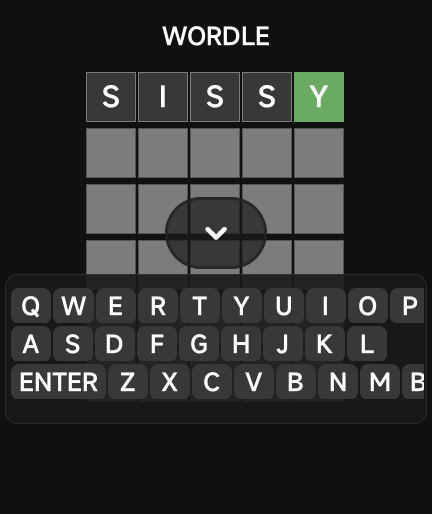 WORDLE
S I S S Y
Q W E R T Y U I O P
A S D F G H J K L
ENTER Z X C V B N M B